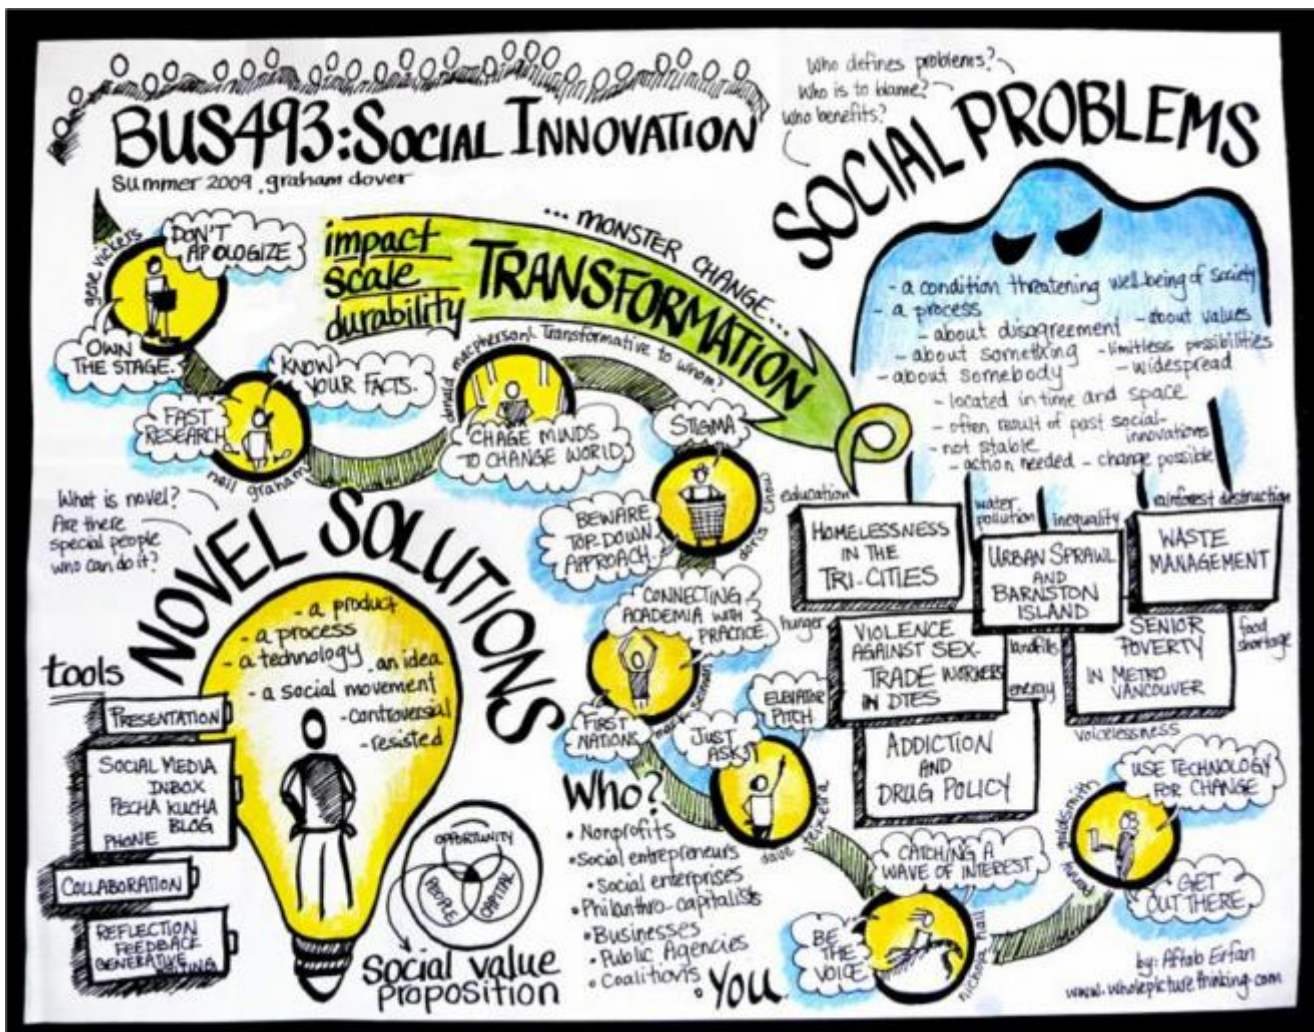 BUS493:SOCIAL INNOVATION
Summer 2009, graham dover
Who defines problems?
Who is to blame?
Who benefits?
SOCIAL PROBLEMS
- a condition threatening well-being of society
- a process
- about disagreement
- about values
- about something
- limitless possibilities
- about somebody
- widespread
- located in time and space
- often result of past social-
innovations
- not stable
- action needed - change possible
impact
scale
durability
TRANSFORMATION
... MONSTER CHANGE...
gene vickers
DON'T
APOLOGIZE
OWN
THE STAGE.
KNOW
YOUR FACTS.
FAST
RESEARCH
neil graham
donald macpherson
Transformative to whom?
CHAGE MINDS
TO CHANGE WORLD
STIGMA
BEWARE
TOP-DOWN
APPROACH.
doris chow
CONNECTING
ACADEMIA WITH
PRACTICE.
FIRST
NATIONS
mark
JUST
ASK
ELEVATOR
PITCH
dave teixeira
CATCHING A
WAVE OF INTEREST
BE
THE
VOICE
hall
USE TECHNOLOGY
FOR CHANGE
GET
OUT THERE.
goldsmith
education
water
pollution
inequality
rainforest destruction
HOMELESSNESS
IN THE
TRI-CITIES
URBAN SPRAWL
AND
BARNSTON
ISLAND
WASTE
MANAGEMENT
hunger
VIOLENCE
AGAINST SEX-
TRADE WORKERS
IN DTES
landfills
energy
SENIOR
POVERTY
IN METRO
VANCOUVER
food
shortage
voicelessness
ADDICTION
AND
DRUG POLICY
What is novel?
Are there
special people
who can do it?
NOVEL SOLUTIONS
- a product
- a process
- a technology
. an idea
- a social movement
- controversial
- resisted
tools
PRESENTATION
SOCIAL MEDIA
INBOX
PECHA KUCHA
BLOG
PHONE
COLLABORATION
REFLECTION
FEEDBACK
GENERATIVE
WRITING
OPPORTUNITY
PEOPLE
CAPITAL
Social value
proposition
Who?
• Nonprofits
• Social entrepreneurs
• Social enterprises
• Philanthro-capitalists
• Businesses
• Public Agencies
• Coalitions
• YOU
by: Aftab Erfan
www.wholepicturethinking.com